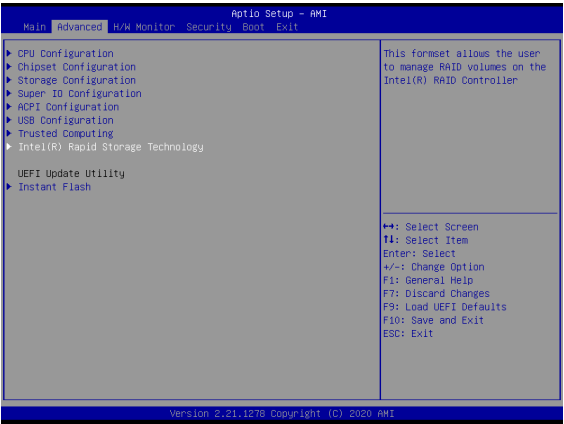 Aptio Setup - AMI
Main Advanced H/W Monitor Security Boot Exit
CPU Configuration
Chipset Configuration
Storage Configuration
Super IO Configuration
ACPI Configuration
USB Configuration
Trusted Computing
Intel(R) Rapid Storage Technology
UEFI Update Utility
Instant Flash
This formset allows the user
to manage RAID volumes on the
Intel(R) RAID Controller
↔: Select Screen
↑↓: Select Item
Enter: Select
+/-: Change Option
F1: General Help
F7: Discard Changes
F9: Load UEFI Defaults
F10: Save and Exit
ESC: Exit
Version 2.21.1278 Copyright (C) 2020 AMI